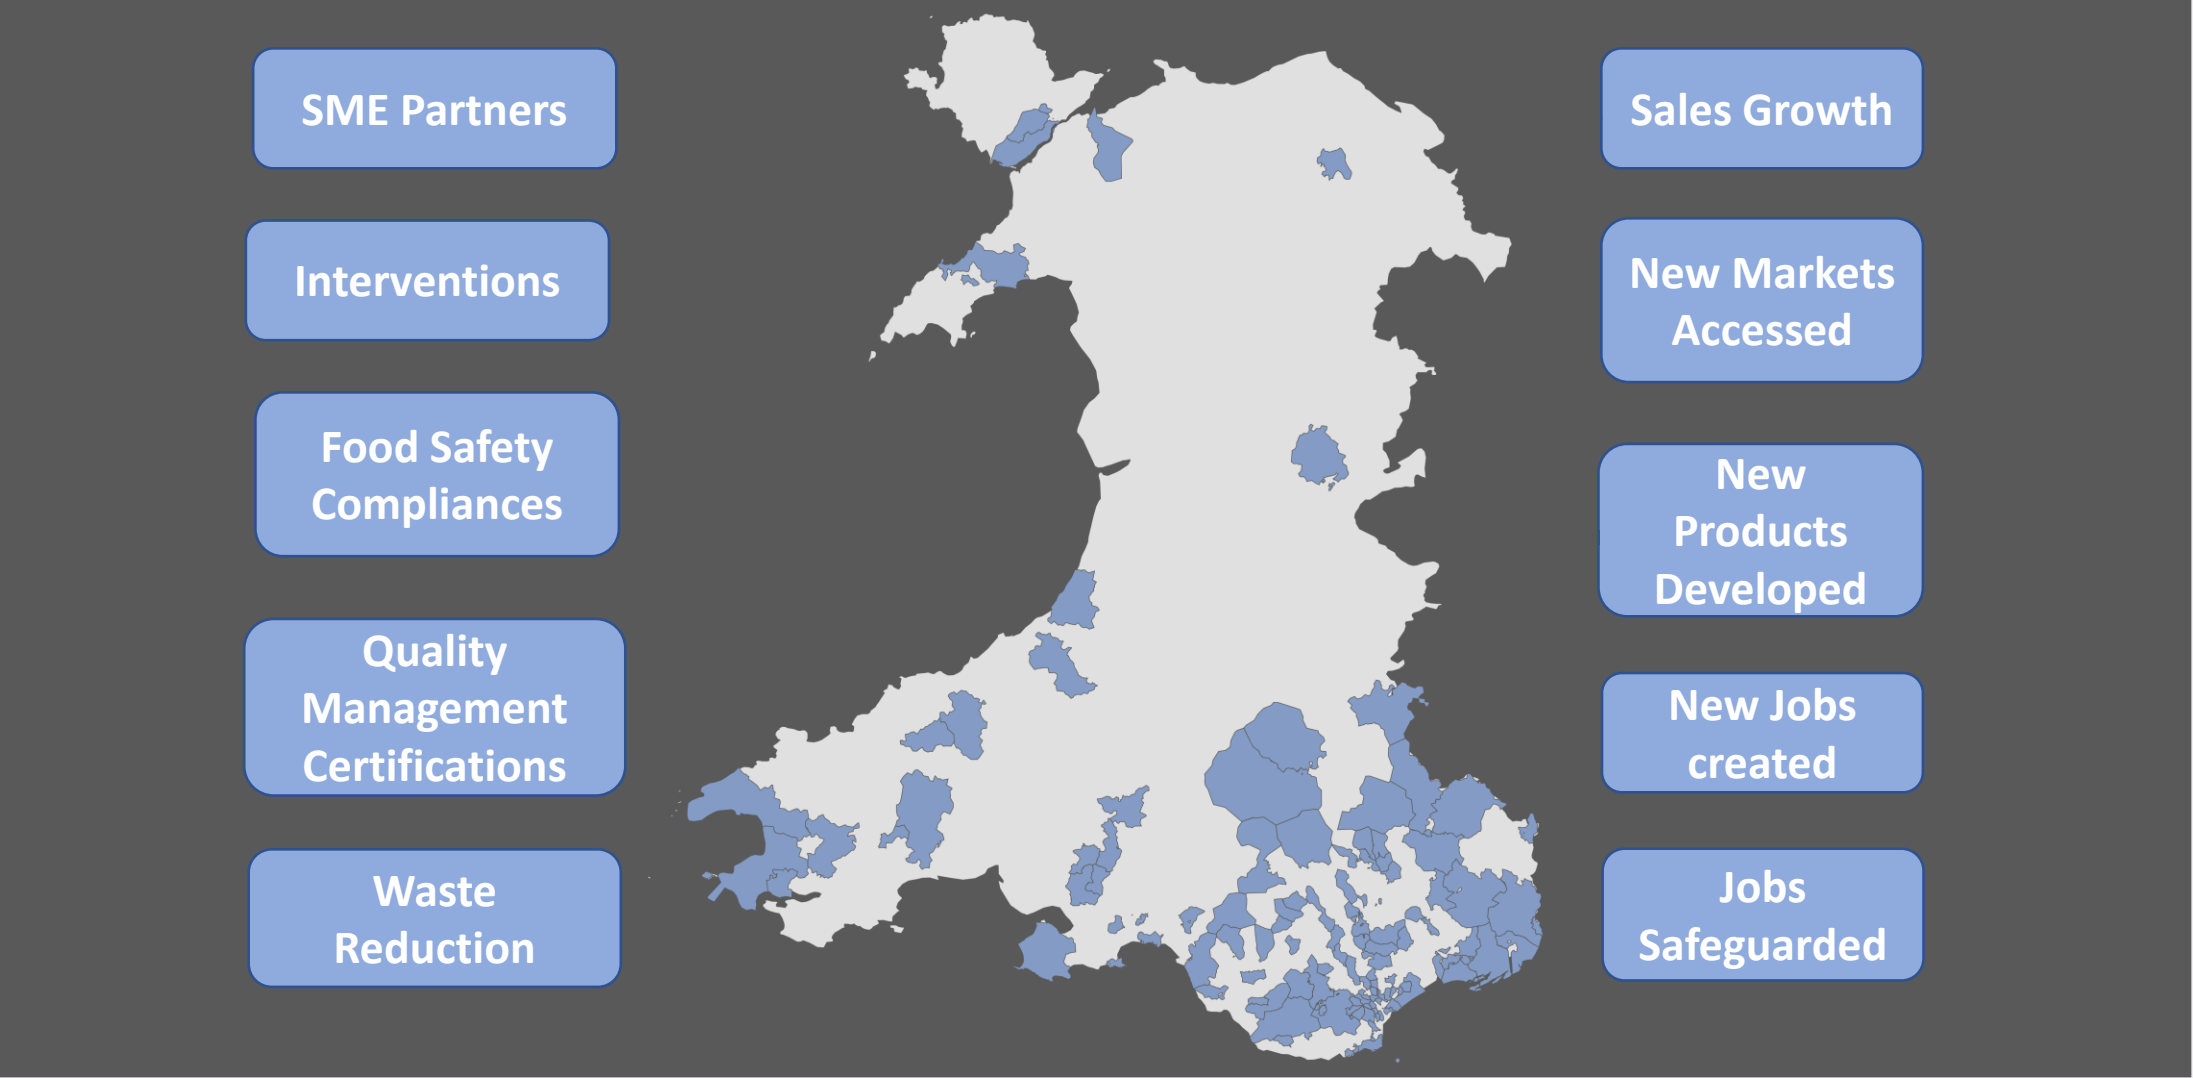 SME Partners
Interventions
Food Safety
Compliances
Quality
Management
Certifications
Waste
Reduction
Sales Growth
New Markets
Accessed
New
Products
Developed
New Jobs
created
Jobs
Safeguarded